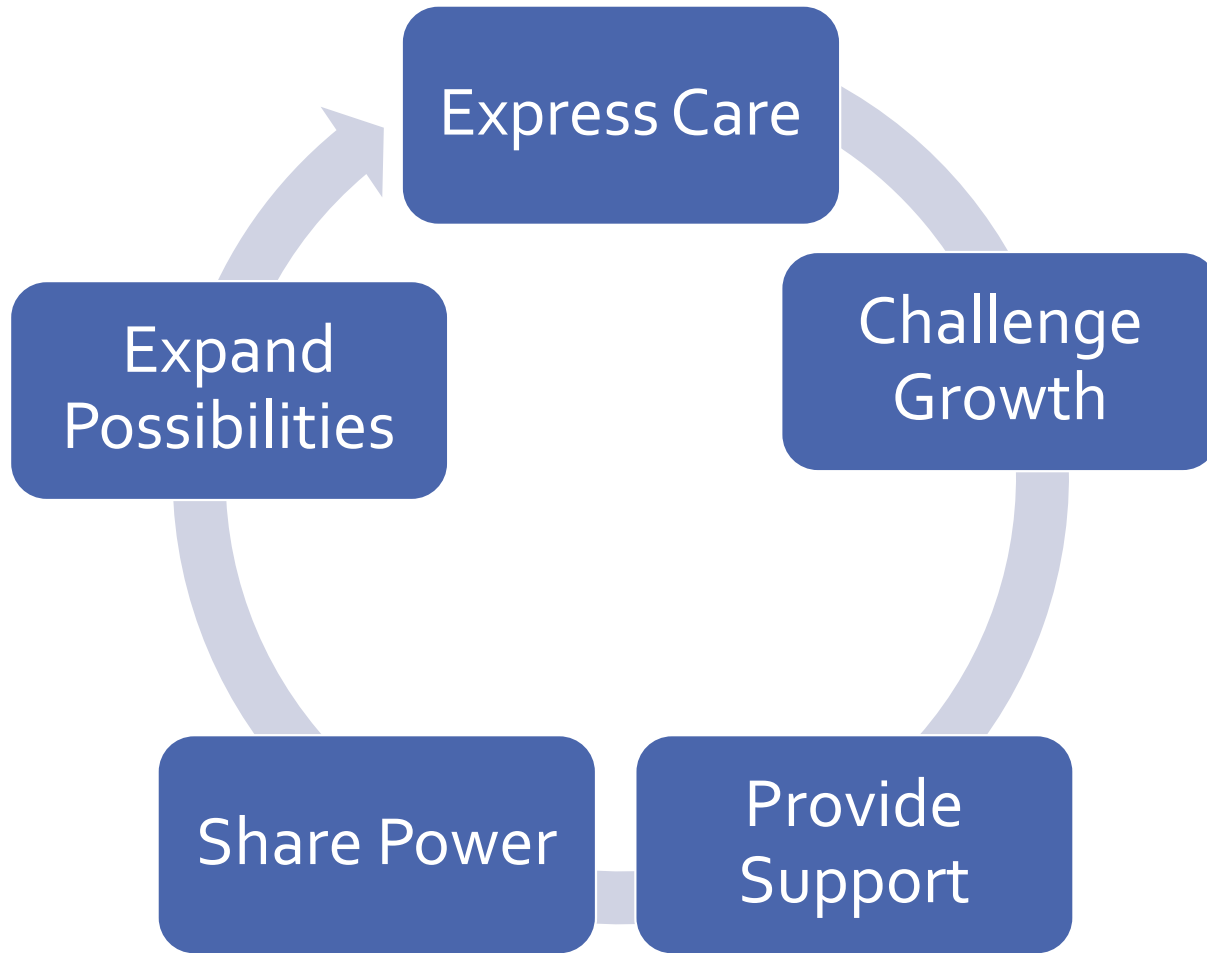 Express Care
Challenge
Growth
Provide
Support
Share Power
Expand
Possibilities